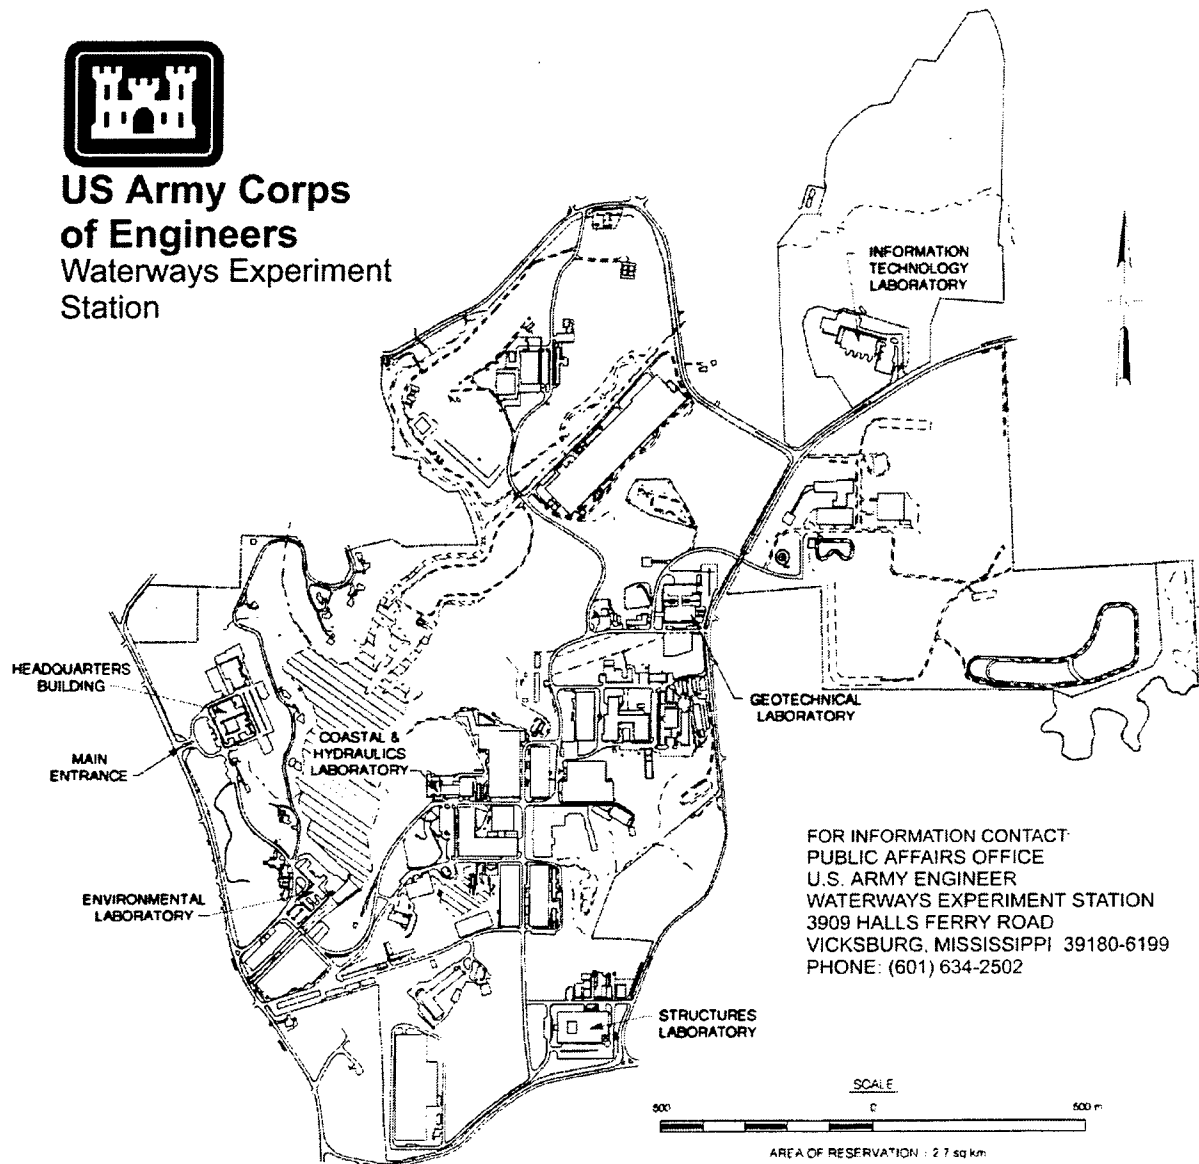 US Army Corps
of Engineers
Waterways Experiment
Station
INFORMATION
TECHNOLOGY
LABORATORY
HEADQUARTERS
BUILDING
MAIN
ENTRANCE
COASTAL &
HYDRAULICS
LABORATORY
GEOTECHNICAL
LABORATORY
ENVIRONMENTAL
LABORATORY
STRUCTURES
LABORATORY
FOR INFORMATION CONTACT
PUBLIC AFFAIRS OFFICE
U.S. ARMY ENGINEER
WATERWAYS EXPERIMENT STATION
3909 HALLS FERRY ROAD
VICKSBURG, MISSISSIPPI 39180-6199
PHONE: (601) 634-2502
SCALE
500 0 500 m
AREA OF RESERVATION : 2.7 sq km